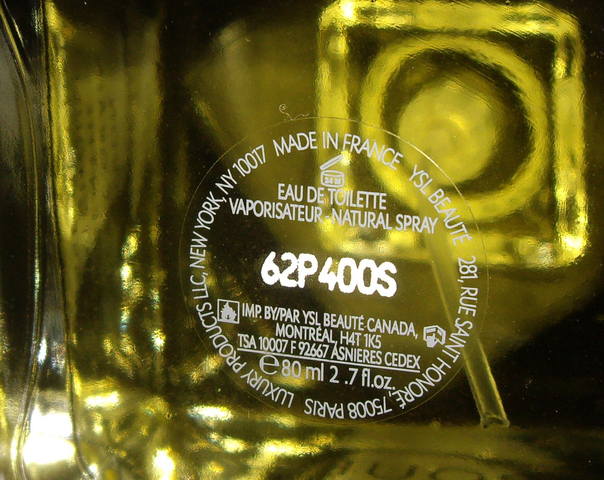 MADE IN FRANCE YSL BEAUTÉ 281, RUE SAINT HONORÉ, 75008 PARIS LUXURY PRODUCTS LLC, NEW YORK, NY 10017
EAU DE TOILETTE
VAPORISATEUR - NATURAL SPRAY
62P400S
IMP. BY/PAR YSL BEAUTÉ CANADA,
MONTRÉAL, H4T 1K5
TSA 10007 F 92667 ASNIERES CEDEX
℮ 80 ml 2 .7 fl.oz.